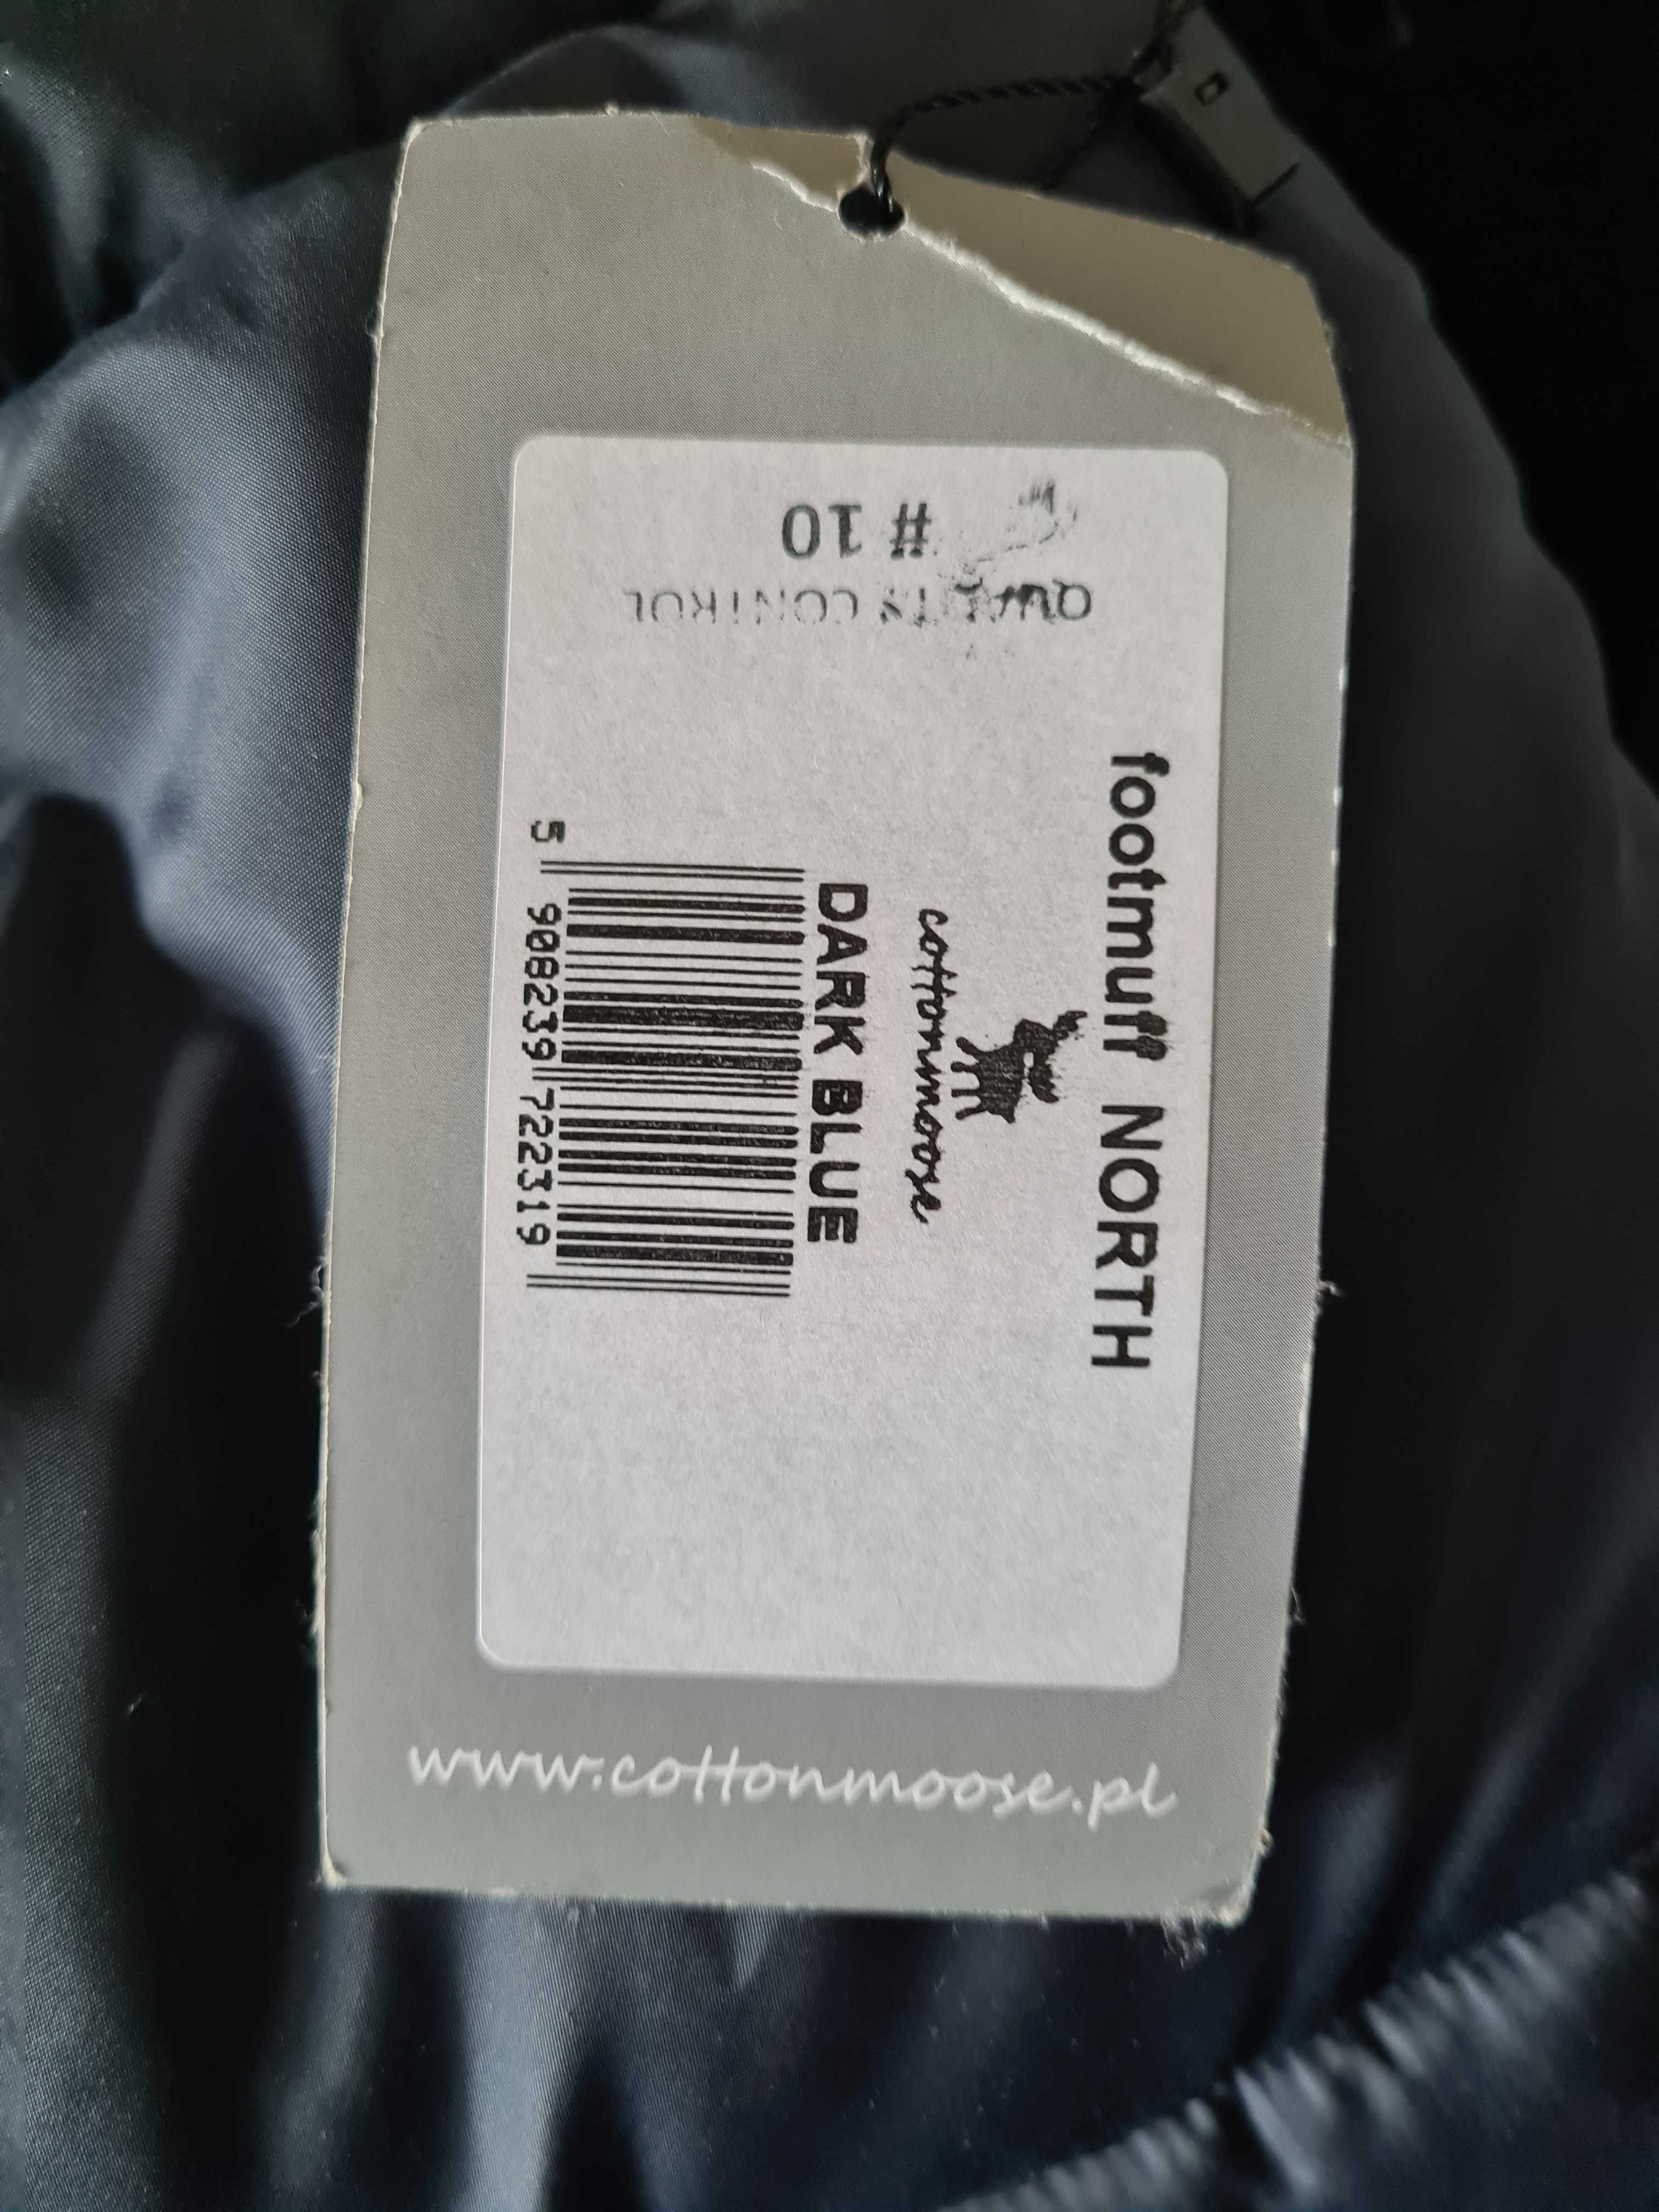 # 10
QUALITY CONTROL
footmuff NORTH
cottonmoose
DARK BLUE
5 908239 722319
www.cottonmoose.pl